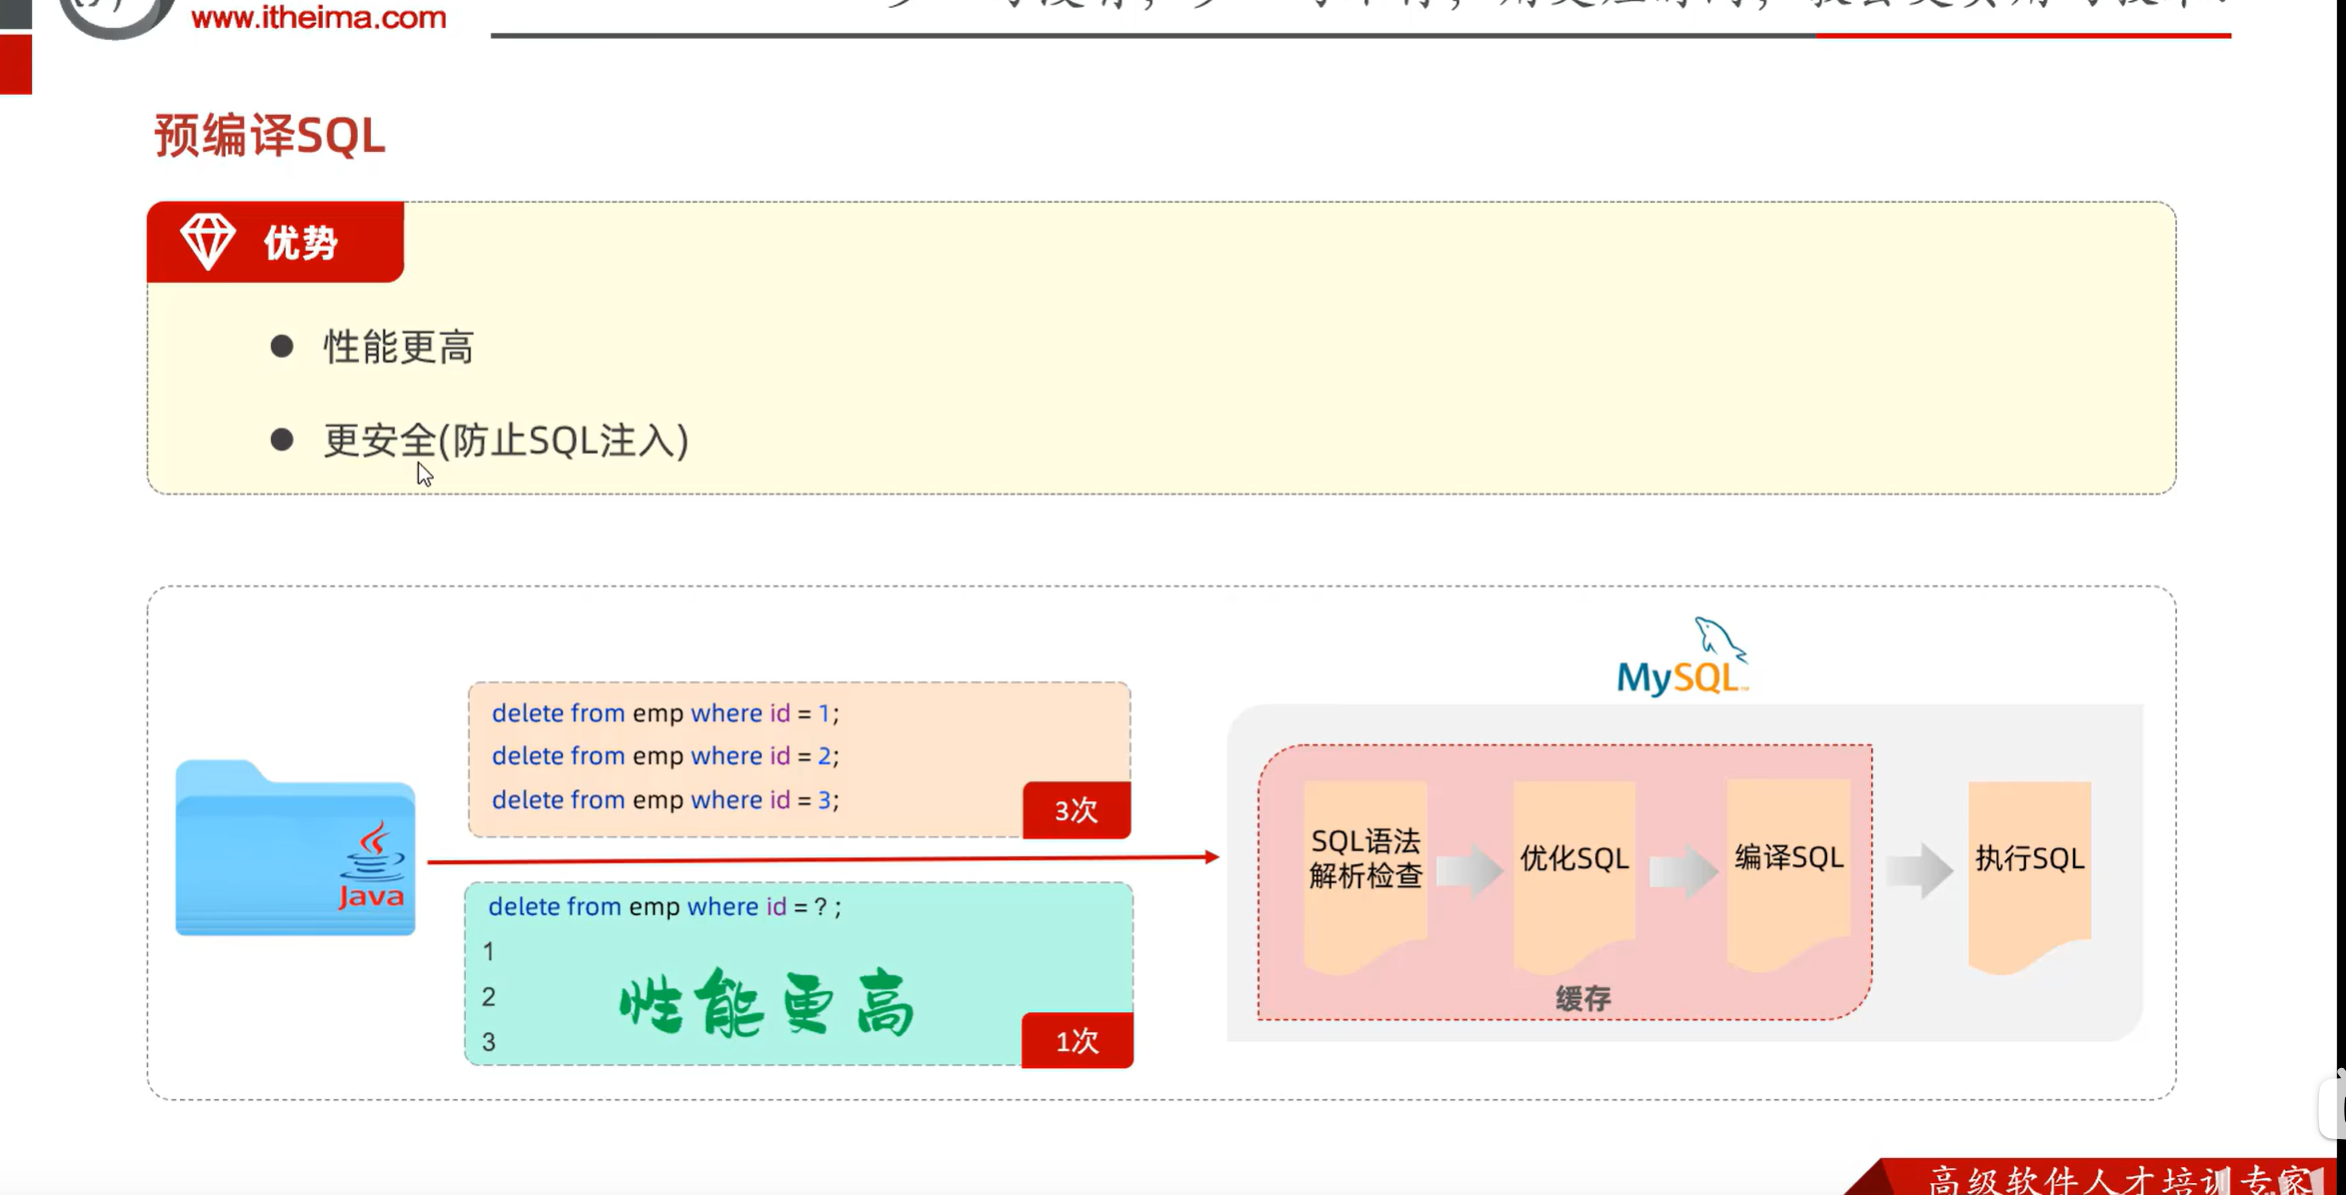 www.itheima.com
预编译SQL
优势
● 性能更高
● 更安全(防止SQL注入)
MySQL
delete from emp where id = 1;
delete from emp where id = 2;
delete from emp where id = 3;
3次
Java
delete from emp where id = ? ;
1
2
3
性能更高
1次
SQL语法
解析检查
优化SQL
编译SQL
执行SQL
缓存
高级软件人才培训专家